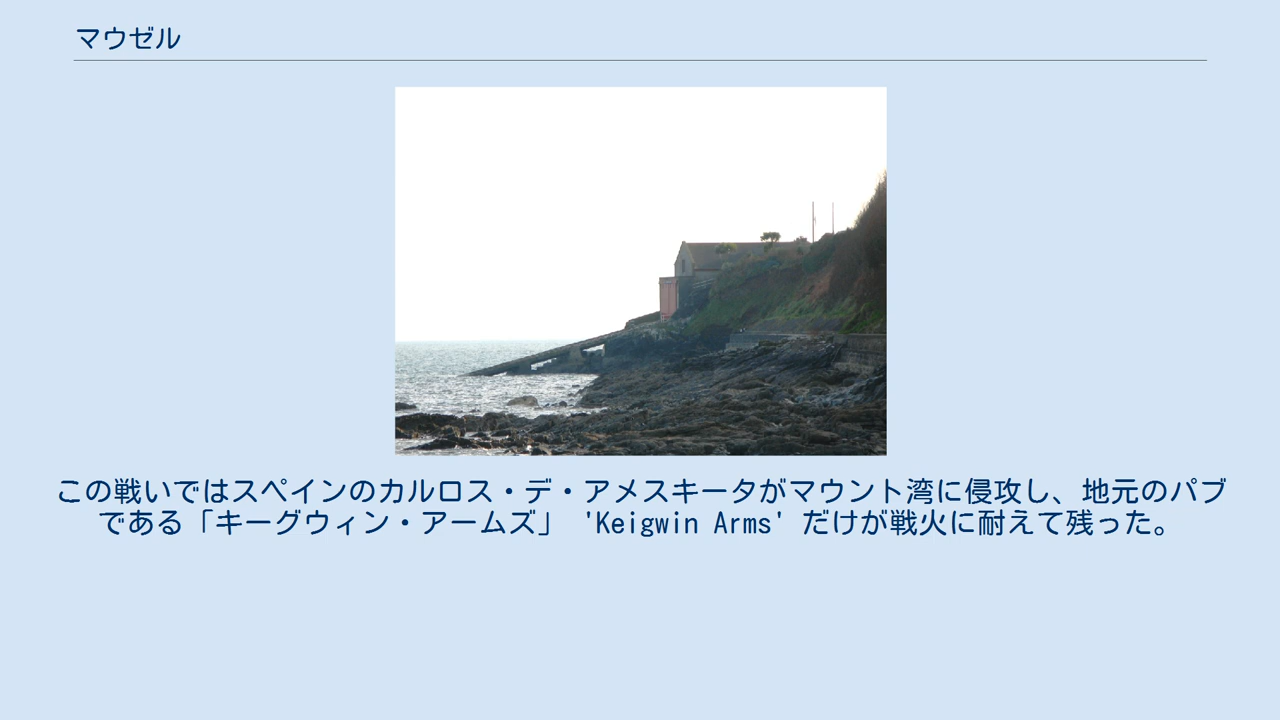 マウゼル
この戦いではスペインのカルロス・デ・アメスキータがマウント湾に侵攻し、地元のパブ
である「キーグウィン・アームズ」 'Keigwin Arms' だけが戦火に耐えて残った。